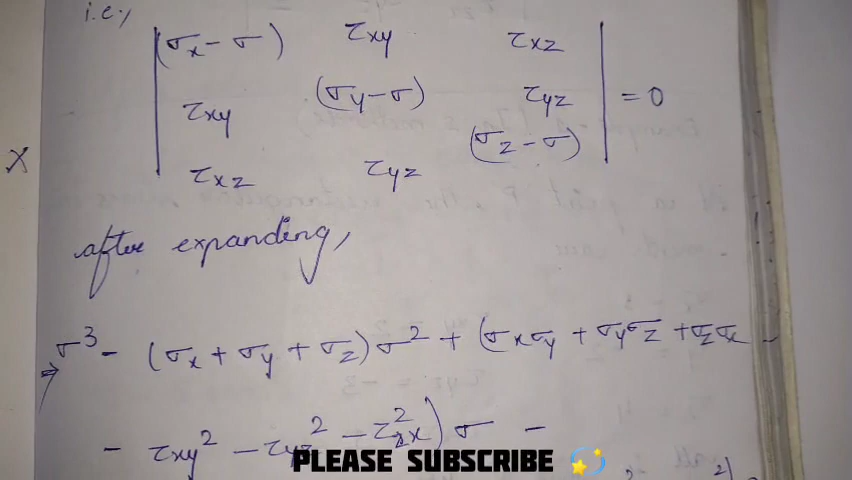 i.e.,
(σx − σ) τxy τxz
τxy (σy − σ) τyz = 0
τxz τyz (σz − σ)
X
after expanding,
⇒ σ³ − (σx + σy + σz)σ² + (σxσy + σyσz + σzσx −
− τxy² − τyz² − τzx²) σ −
PLEASE SUBSCRIBE